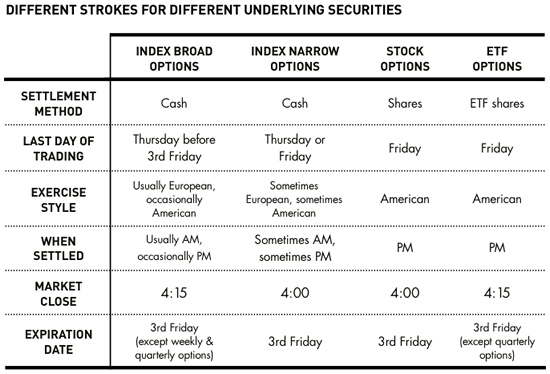 DIFFERENT STROKES FOR DIFFERENT UNDERLYING SECURITIES
INDEX BROAD OPTIONS INDEX NARROW OPTIONS STOCK OPTIONS ETF OPTIONS
SETTLEMENT METHOD Cash Cash Shares ETF shares
LAST DAY OF TRADING Thursday before 3rd Friday Thursday or Friday Friday Friday
EXERCISE STYLE Usually European, occasionally American Sometimes European, sometimes American American American
WHEN SETTLED Usually AM, occasionally PM Sometimes AM, sometimes PM PM PM
MARKET CLOSE 4:15 4:00 4:00 4:15
EXPIRATION DATE 3rd Friday (except weekly & quarterly options) 3rd Friday 3rd Friday 3rd Friday (except quarterly options)